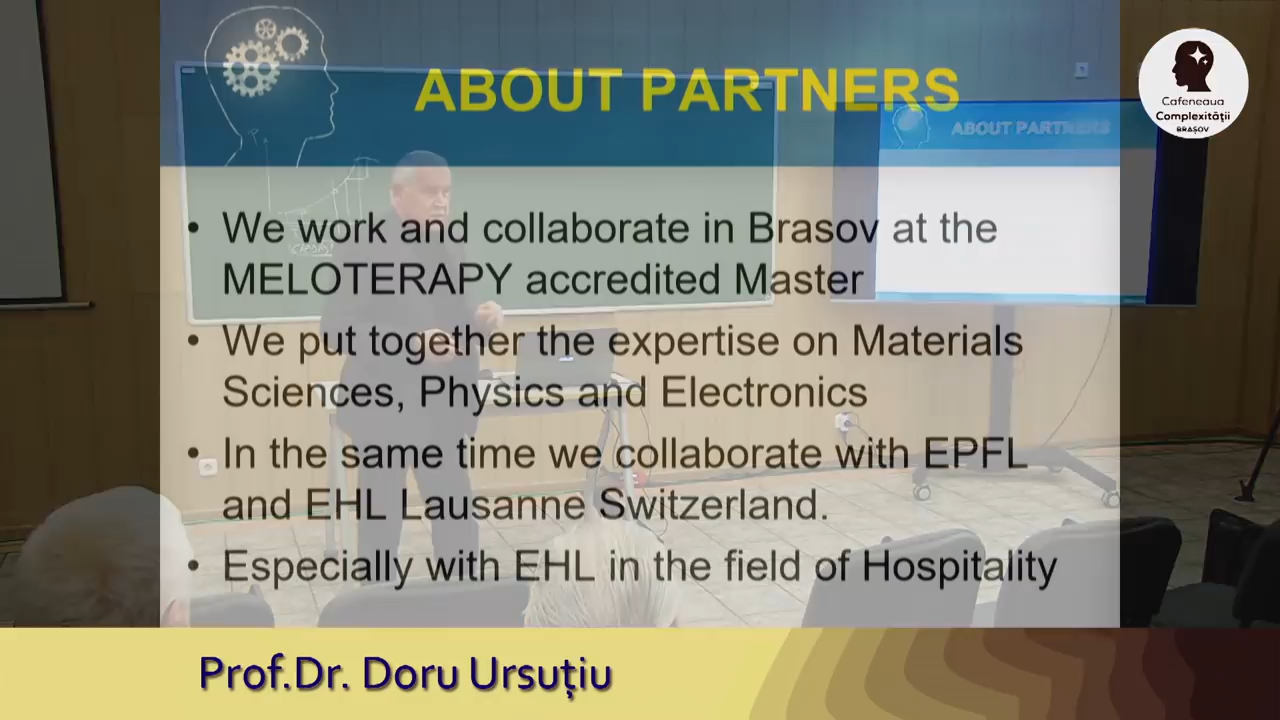 ABOUT PARTNERS
Cafeneaua
Complexității
BRAȘOV
ABOUT PARTNERS
• We work and collaborate in Brasov at the
MELOTERAPY accredited Master
• We put together the expertise on Materials
Sciences, Physics and Electronics
• In the same time we collaborate with EPFL
and EHL Lausanne Switzerland.
• Especially with EHL in the field of Hospitality
Prof.Dr. Doru Ursuțiu